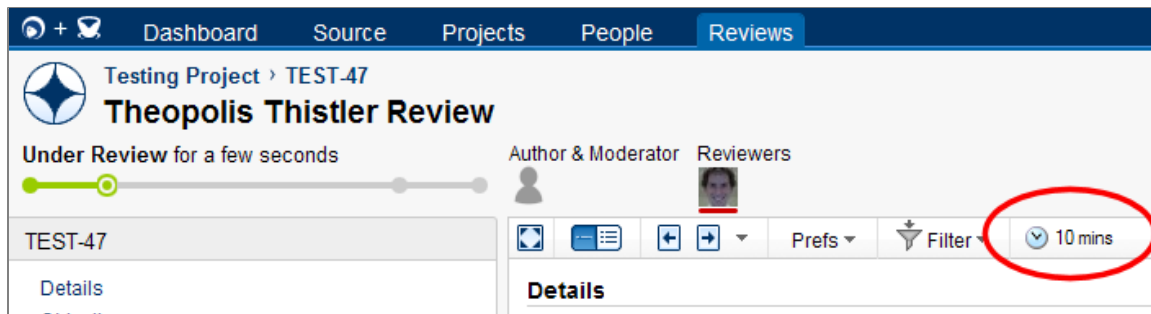 + Dashboard Source Projects People Reviews
Testing Project › TEST-47
Theopolis Thistler Review
Under Review for a few seconds
Author & Moderator Reviewers
TEST-47
Prefs Filter 10 mins
Details
Details